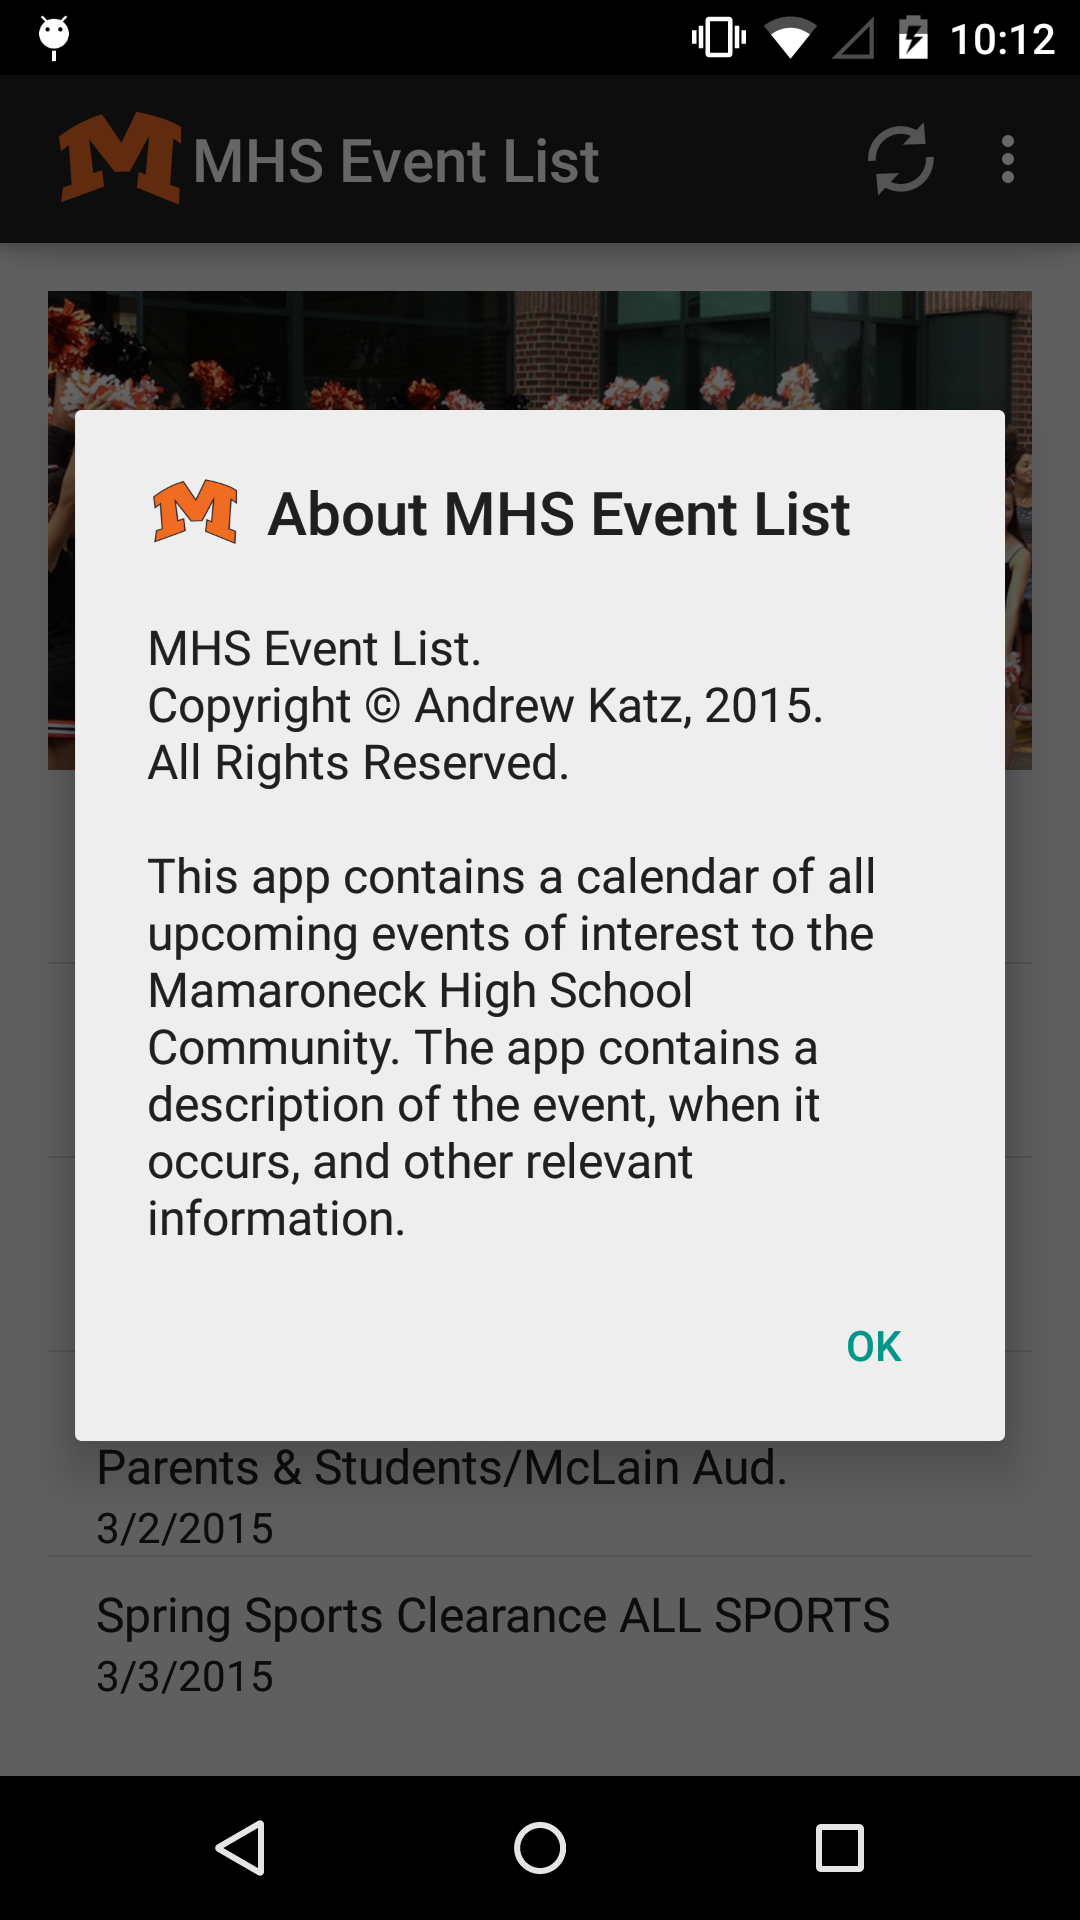 10:12
MHS Event List
About MHS Event List
MHS Event List.
Copyright © Andrew Katz, 2015.
All Rights Reserved.
This app contains a calendar of all
upcoming events of interest to the
Mamaroneck High School
Community. The app contains a
description of the event, when it
occurs, and other relevant
information.
OK
Parents & Students/McLain Aud.
3/2/2015
Spring Sports Clearance ALL SPORTS
3/3/2015